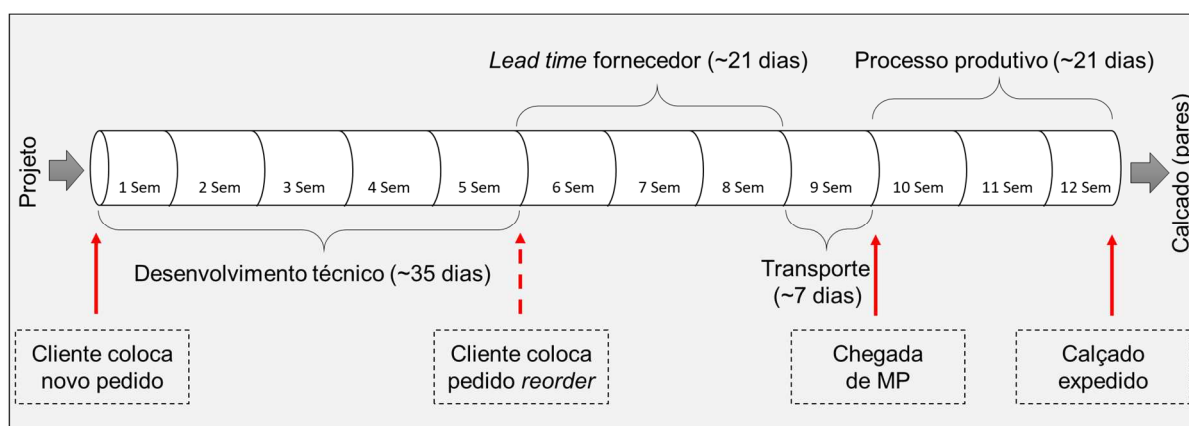 Lead time fornecedor (~21 dias)
Processo produtivo (~21 dias)
Projeto
1 Sem
2 Sem
3 Sem
4 Sem
5 Sem
6 Sem
7 Sem
8 Sem
9 Sem
10 Sem
11 Sem
12 Sem
Calçado (pares)
Desenvolvimento técnico (~35 dias)
Transporte
(~7 dias)
Cliente coloca
novo pedido
Cliente coloca
pedido reorder
Chegada
de MP
Calçado
expedido